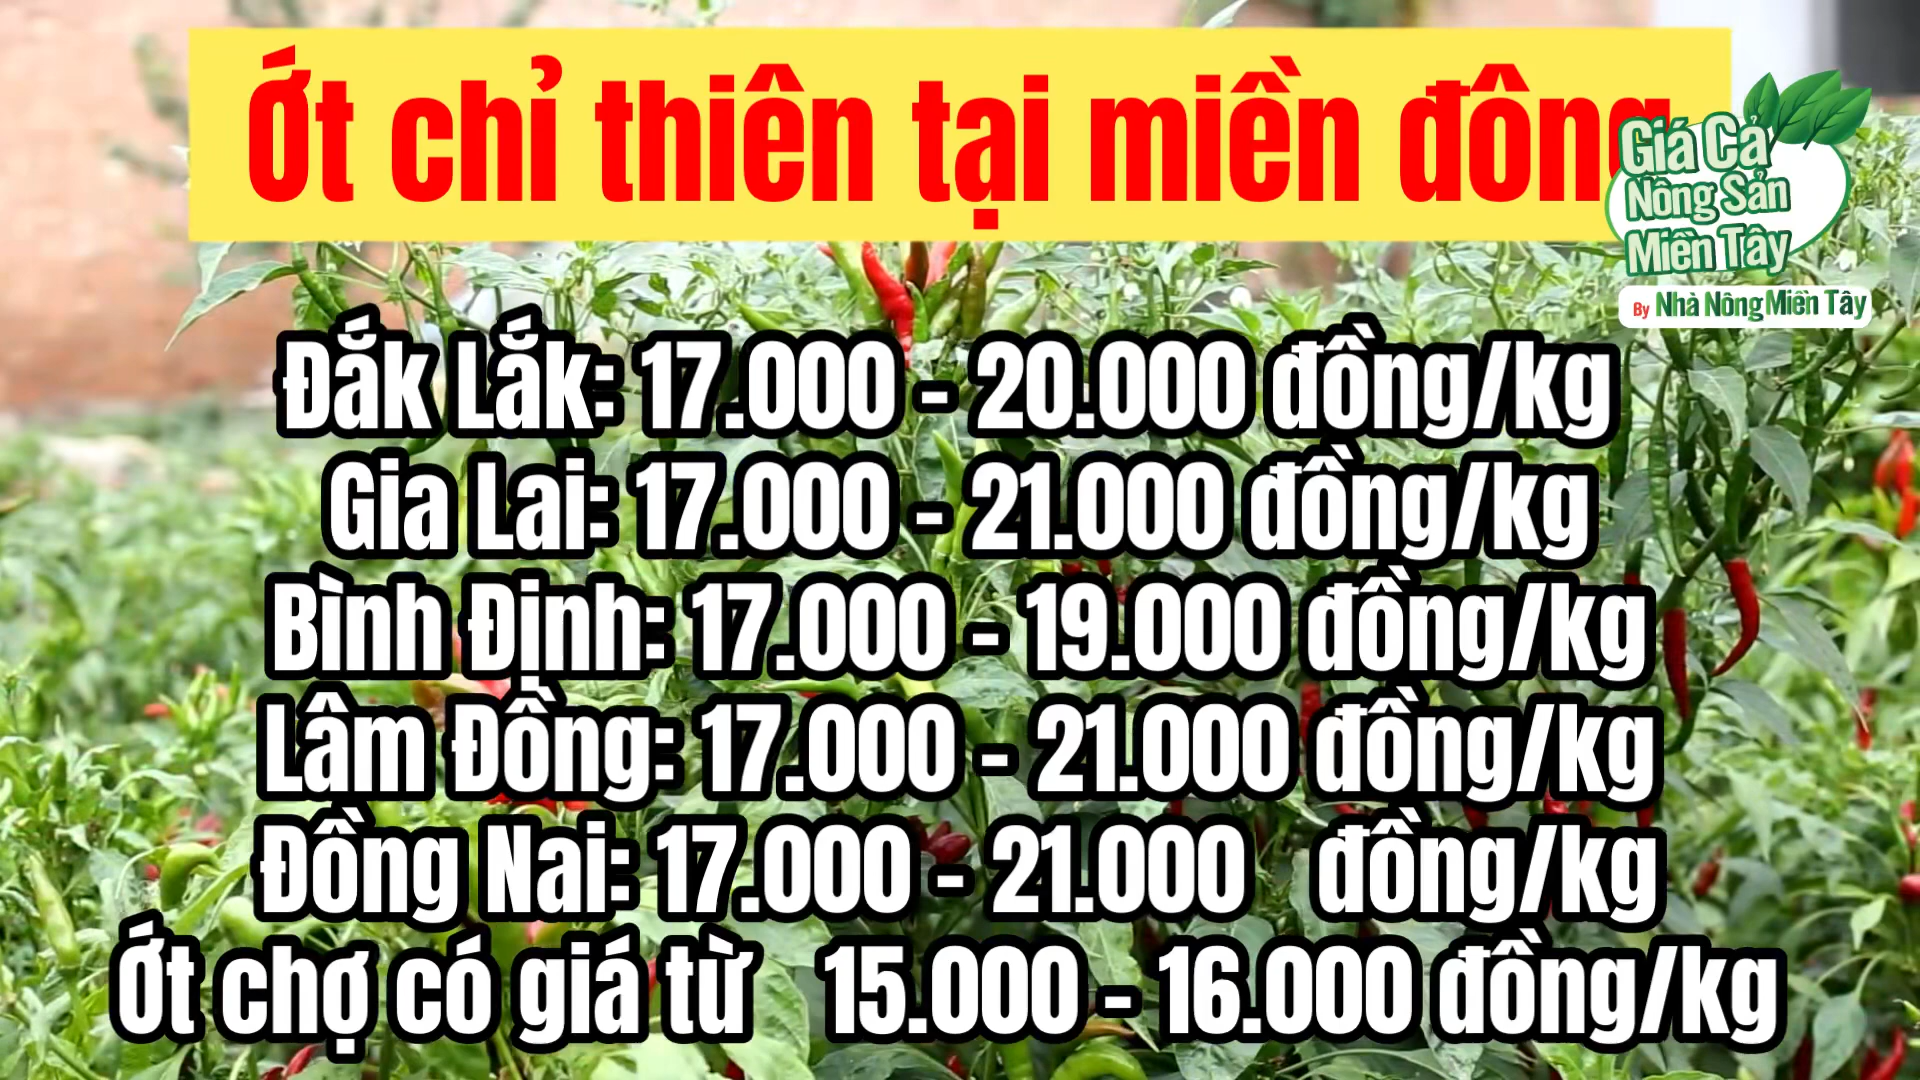 Ớt chỉ thiên tại miền đông
Giá Cả
Nông Sản
Miền Tây
By Nhà Nông Miền Tây
Đắk Lắk: 17.000 - 20.000 đồng/kg
Gia Lai: 17.000 - 21.000 đồng/kg
Bình Định: 17.000 - 19.000 đồng/kg
Lâm Đồng: 17.000 - 21.000 đồng/kg
Đồng Nai: 17.000 - 21.000 đồng/kg
Ớt chợ có giá từ 15.000 - 16.000 đồng/kg